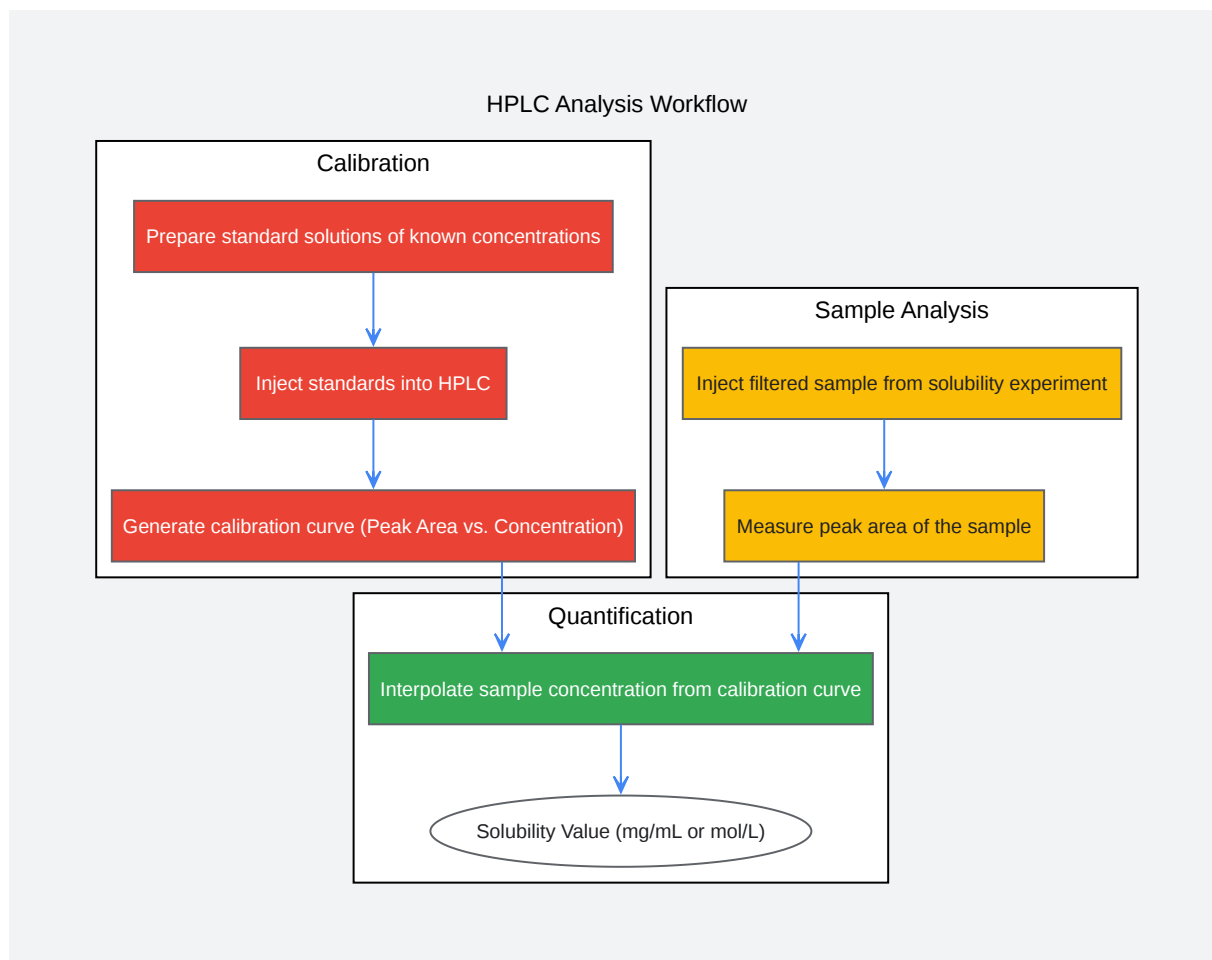 HPLC Analysis Workflow
Calibration
Prepare standard solutions of known concentrations
Inject standards into HPLC
Generate calibration curve (Peak Area vs. Concentration)
Sample Analysis
Inject filtered sample from solubility experiment
Measure peak area of the sample
Quantification
Interpolate sample concentration from calibration curve
Solubility Value (mg/mL or mol/L)